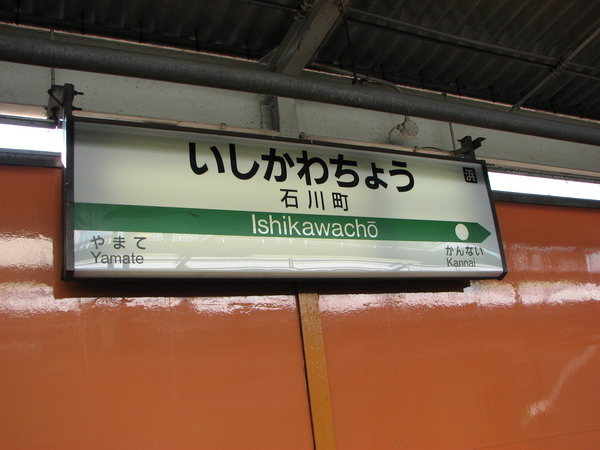 いしかわちょう
浜
石川町
Ishikawachō
やまて
Yamate
かんない
Kannai